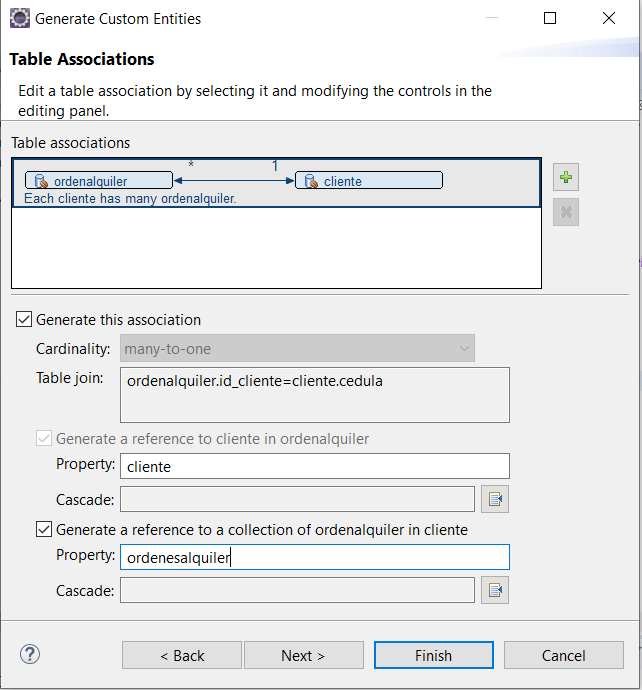 Generate Custom Entities
Table Associations
Edit a table association by selecting it and modifying the controls in the
editing panel.
Table associations
ordenalquiler
*
1
cliente
Each cliente has many ordenalquiler.
Generate this association
Cardinality:
many-to-one
Table join:
ordenalquiler.id_cliente=cliente.cedula
Generate a reference to cliente in ordenalquiler
Property:
cliente
Cascade:
Generate a reference to a collection of ordenalquiler in cliente
Property:
ordenesalquiler
Cascade:
?
< Back
Next >
Finish
Cancel